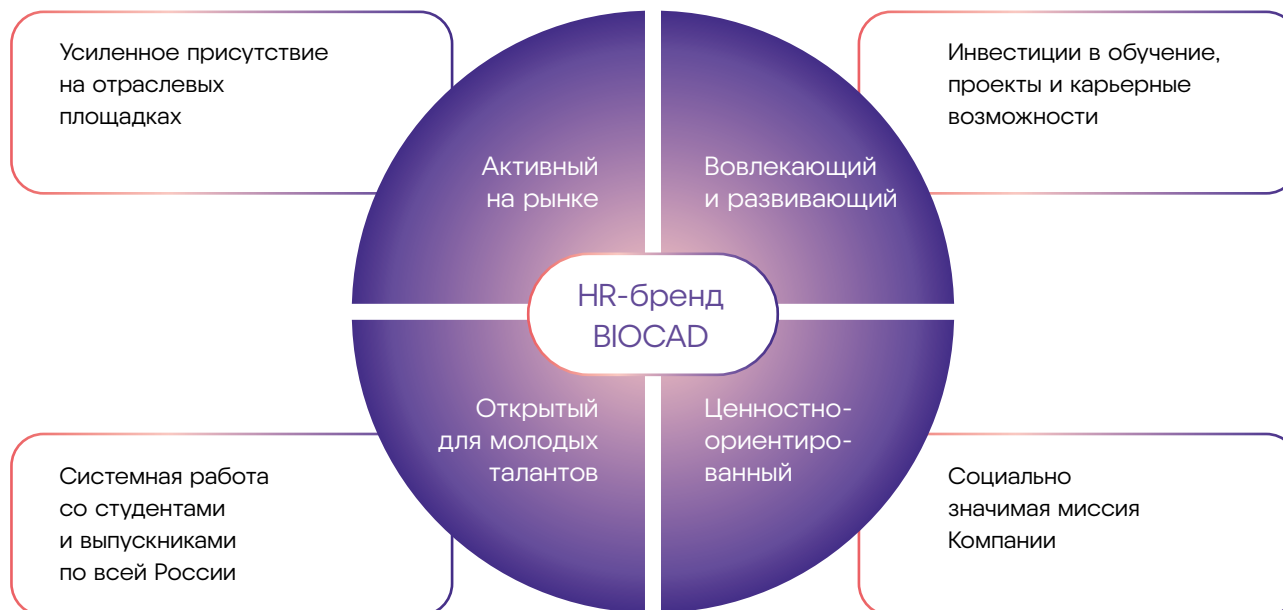 Усиленное присутствие
на отраслевых
площадках
Активный
на рынке
Вовлекающий
и развивающий
Инвестиции в обучение,
проекты и карьерные
возможности
HR-бренд
BIOCAD
Системная работа
со студентами
и выпускниками
по всей России
Открытый
для молодых
талантов
Ценностно-
ориентиро-
ванный
Социально
значимая миссия
Компании